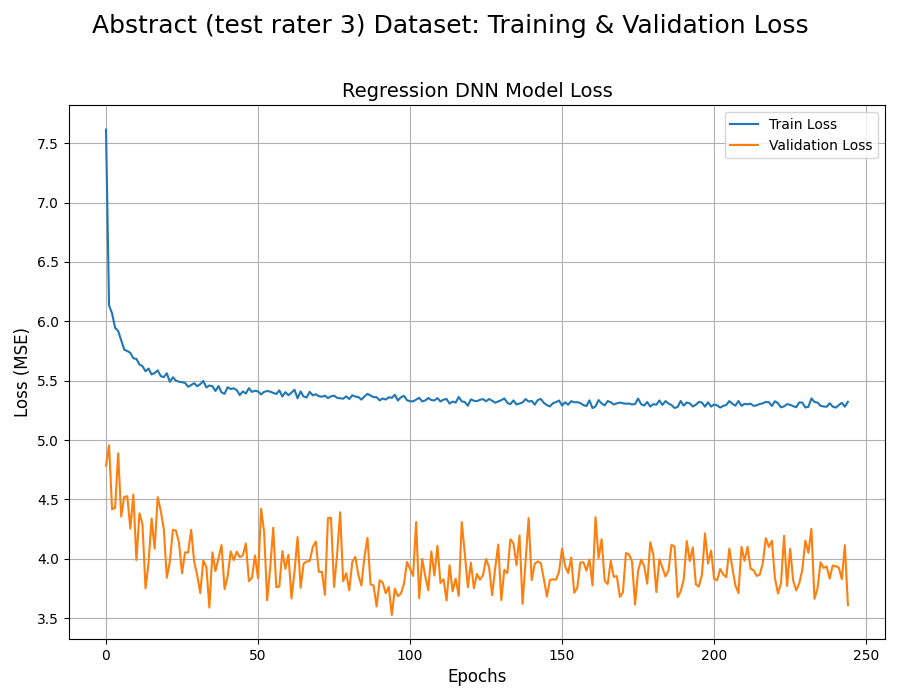 Abstract (test rater 3) Dataset: Training & Validation Loss
Regression DNN Model Loss
Train Loss
Validation Loss
Loss (MSE)
7.5
7.0
6.5
6.0
5.5
5.0
4.5
4.0
3.5
0 50 100 150 200 250
Epochs